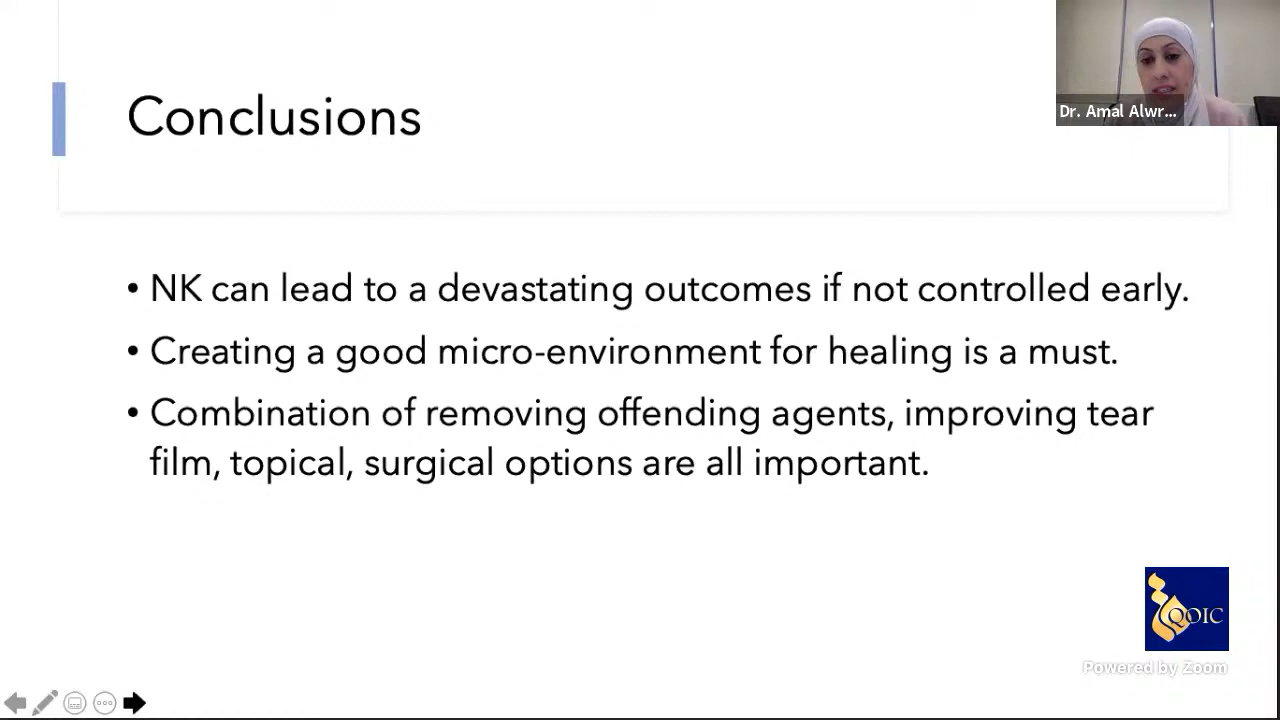 Dr. Amal Alwr...
Conclusions
• NK can lead to a devastating outcomes if not controlled early.
• Creating a good micro-environment for healing is a must.
• Combination of removing offending agents, improving tear
film, topical, surgical options are all important.
QOIC
Powered by Zoom